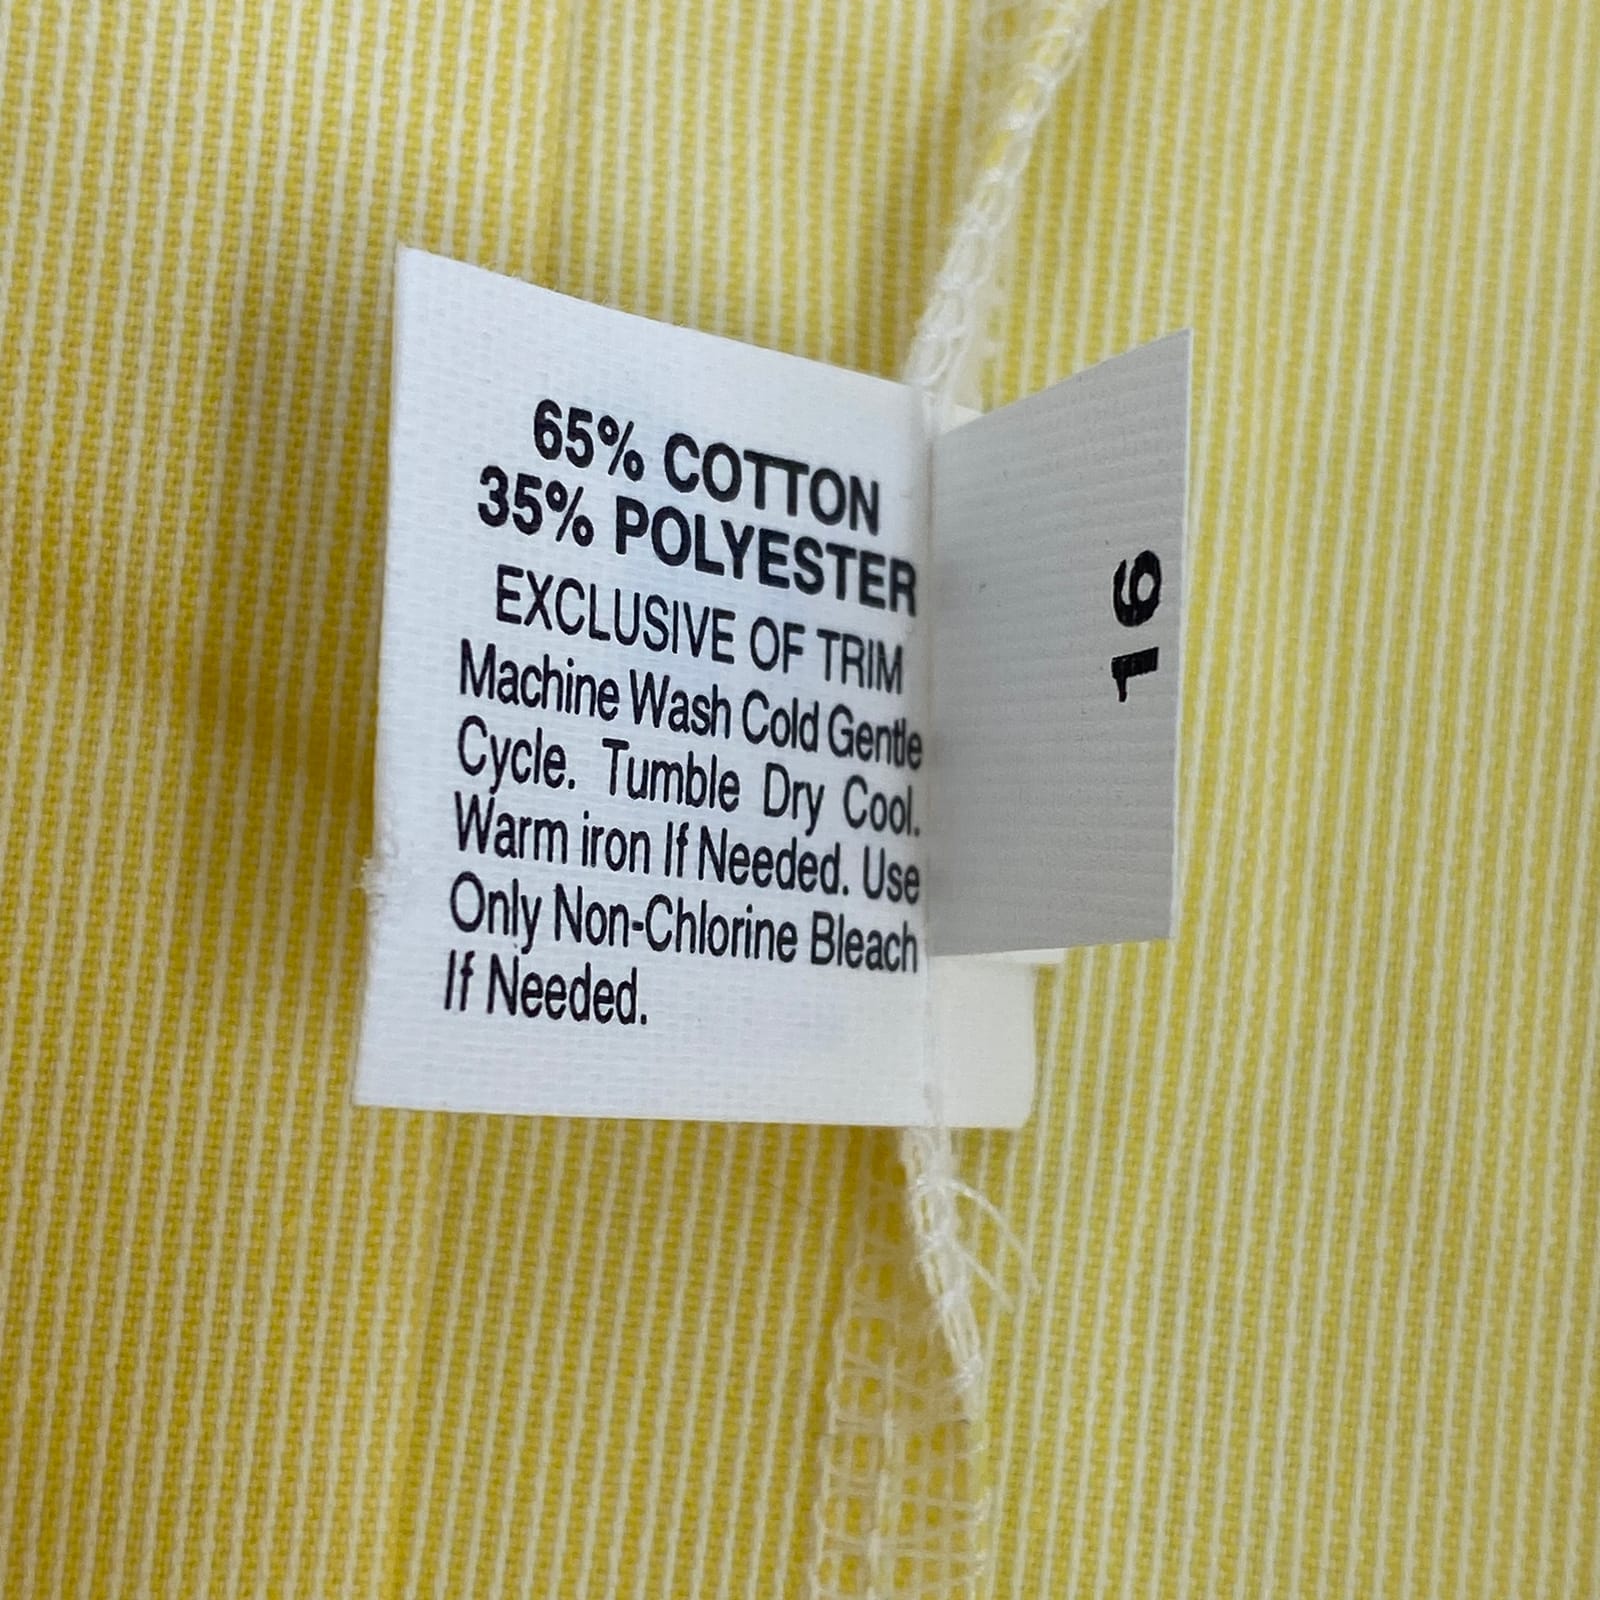 65% COTTON
35% POLYESTER
EXCLUSIVE OF TRIM
Machine Wash Cold Gentle
Cycle. Tumble Dry Cool.
Warm iron If Needed. Use
Only Non-Chlorine Bleach
If Needed.
16